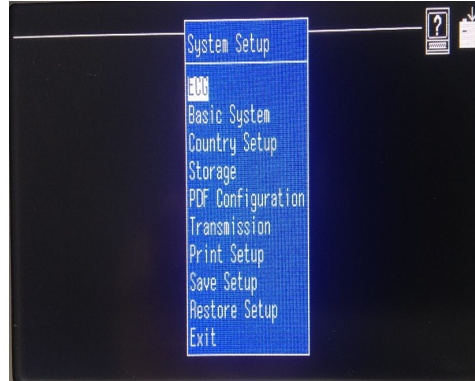 System Setup
ECG
Basic System
Country Setup
Storage
PDF Configuration
Transmission
Print Setup
Save Setup
Restore Setup
Exit
?